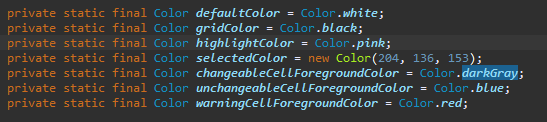 private static final Color defaultColor = Color.white;
private static final Color gridColor = Color.black;
private static final Color highlightColor = Color.pink;
private static final Color selectedColor = new Color(204, 136, 153);
private static final Color changeableCellForegroundColor = Color.darkGray;
private static final Color unchangeableCellForegroundColor = Color.blue;
private static final Color warningCellForegroundColor = Color.red;